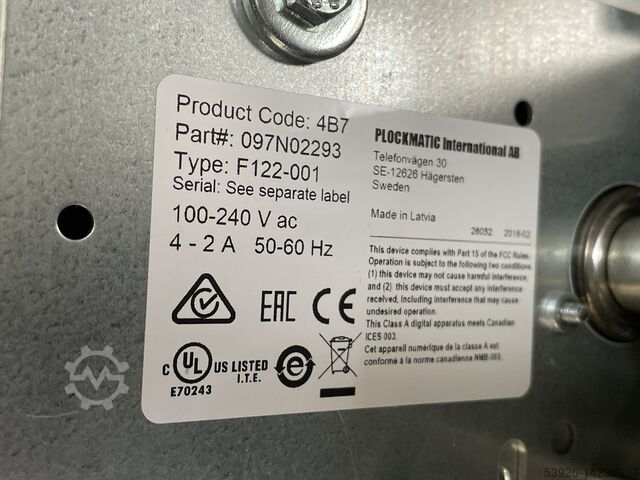 Product Code: 4B7
Part#: 097N02293
Type: F122-001
Serial: See separate label
100-240 V ac
4 - 2 A 50-60 Hz
EAC CE
C UL US LISTED
I.T.E.
E70243
PLOCKMATIC International AB
Telefonvägen 30
SE-12626 Hägersten
Sweden
Made in Latvia
28052 2018-02
This device complies with Part 15 of the FCC Rules.
Operation is subject to the following two conditions.
(1) this device may not cause harmful interference,
and (2) this device must accept any interference
received, including interference that may cause
undesired operation.
This Class A digital apparatus meets Canadian
ICES 003.
Cet appareil numérique de la classe A est
conformé à la norme canadienne NMB-003.